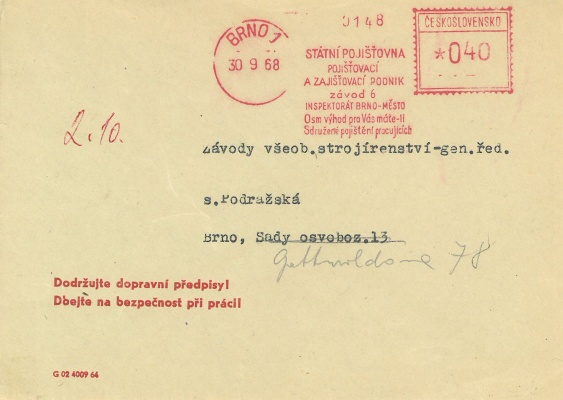 BRNO 1
30 9 68
0148
STÁTNÍ POJIŠŤOVNA
POJIŠŤOVACÍ
A ZAJIŠŤOVACÍ PODNIK
závod 6
INSPEKTORÁT BRNO-MĚSTO
Osm výhod pro Vás máte-li
Sdružené pojištění pracujících
ČESKOSLOVENSKO
*040
2.10.
Závody všeob.strojírenství-gen.řed.
s.Podražská
Brno, Sady osvoboz.13
Gottwaldova 78
Dodržujte dopravní předpisy!
Dbejte na bezpečnost při práci!
G 02 4009 64